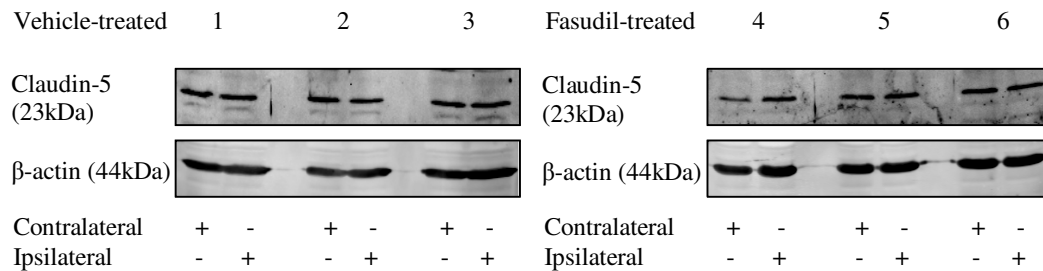 Vehicle-treated 1 2 3 Fasudil-treated 4 5 6
Claudin-5 Claudin-5
(23kDa) (23kDa)
β-actin (44kDa) β-actin (44kDa)
Contralateral + - + - + - Contralateral + - + - + -
Ipsilateral - + - + - + Ipsilateral - + - + - +